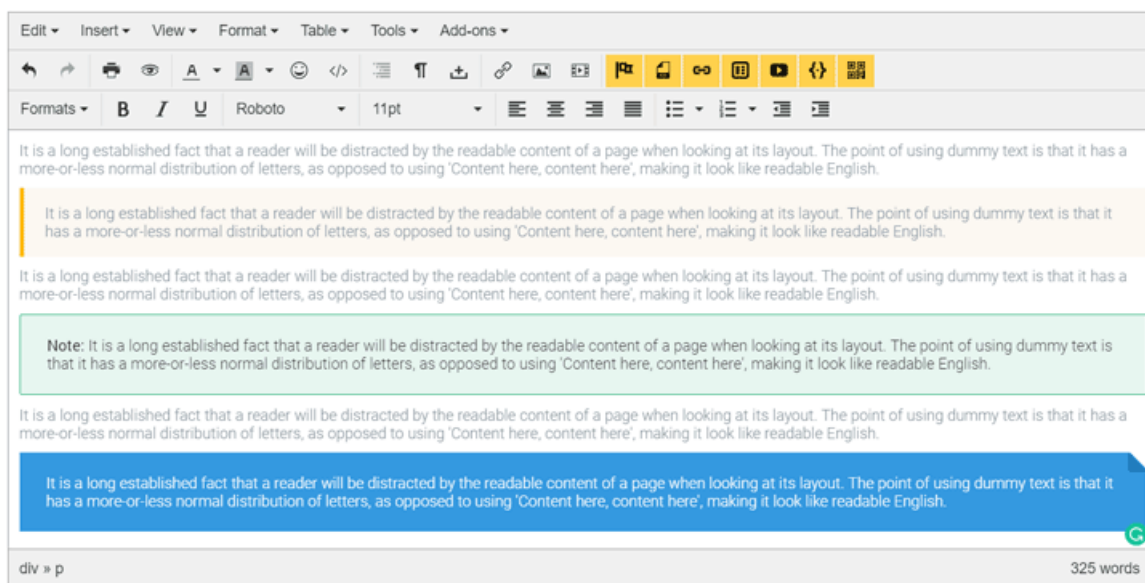 Edit Insert View Format Table Tools Add-ons
A A </>
Formats B I U Roboto 11pt
It is a long established fact that a reader will be distracted by the readable content of a page when looking at its layout. The point of using dummy text is that it has a
more-or-less normal distribution of letters, as opposed to using 'Content here, content here', making it look like readable English.
It is a long established fact that a reader will be distracted by the readable content of a page when looking at its layout. The point of using dummy text is that it
has a more-or-less normal distribution of letters, as opposed to using 'Content here, content here', making it look like readable English.
It is a long established fact that a reader will be distracted by the readable content of a page when looking at its layout. The point of using dummy text is that it has a
more-or-less normal distribution of letters, as opposed to using 'Content here, content here', making it look like readable English.
Note: It is a long established fact that a reader will be distracted by the readable content of a page when looking at its layout. The point of using dummy text is
that it has a more-or-less normal distribution of letters, as opposed to using 'Content here, content here', making it look like readable English.
It is a long established fact that a reader will be distracted by the readable content of a page when looking at its layout. The point of using dummy text is that it has a
more-or-less normal distribution of letters, as opposed to using 'Content here, content here', making it look like readable English.
It is a long established fact that a reader will be distracted by the readable content of a page when looking at its layout. The point of using dummy text is that it
has a more-or-less normal distribution of letters, as opposed to using 'Content here, content here', making it look like readable English.
div » p 325 words